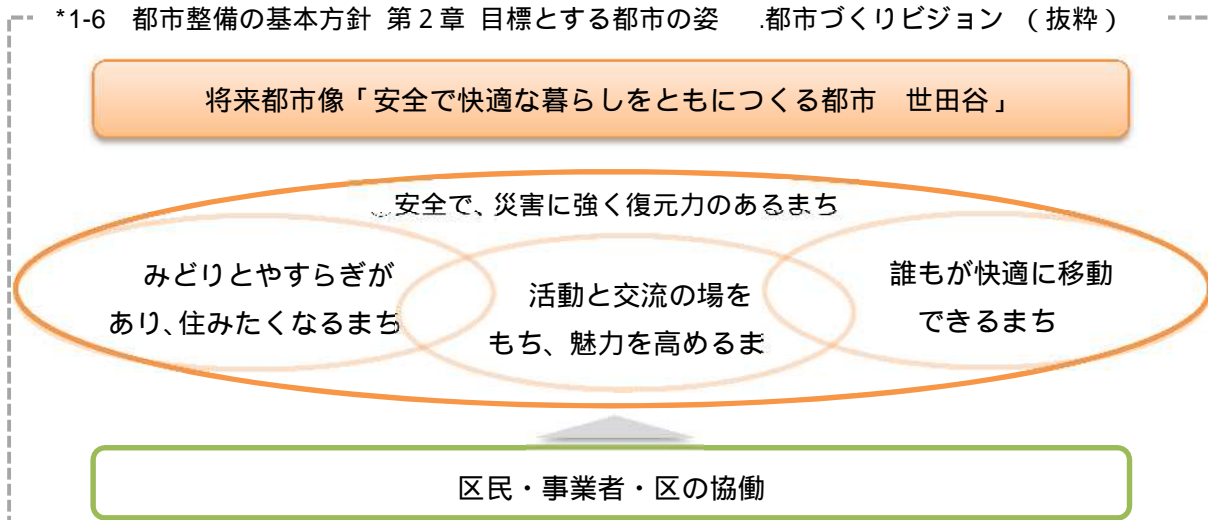 *1-6 都市整備の基本方針 第２章 目標とする都市の姿 .都市づくりビジョン （抜粋）
将来都市像「安全で快適な暮らしをともにつくる都市　世田谷」
安全で、災害に強く復元力のあるまち
みどりとやすらぎが
あり、住みたくなるまち
活動と交流の場を
もち、魅力を高めるま
誰もが快適に移動
できるまち
区民・事業者・区の協働